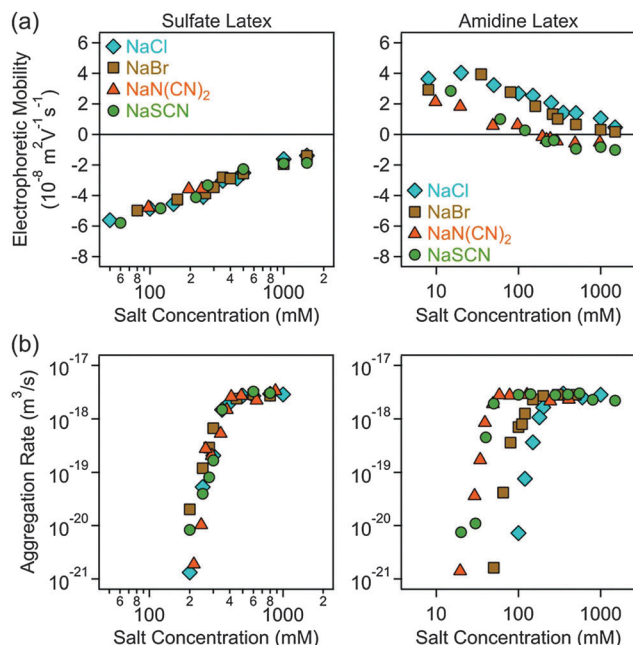 (a)
Sulfate Latex
Amidine Latex
Electrophoretic Mobility
(10⁻⁸ m²V⁻¹s⁻¹)
6
4
2
0
-2
-4
-6
-8
NaCl
NaBr
NaN(CN)₂
NaSCN
6
8
100
2
4
6
8
1000
2
Salt Concentration (mM)
6
4
2
0
-2
-4
-6
-8
NaCl
NaBr
NaN(CN)₂
NaSCN
10
100
1000
Salt Concentration (mM)
(b)
Aggregation Rate (m³/s)
10⁻¹⁷
10⁻¹⁸
10⁻¹⁹
10⁻²⁰
10⁻²¹
6
8
100
2
4
6
8
1000
2
Salt Concentration (mM)
10⁻¹⁷
10⁻¹⁸
10⁻¹⁹
10⁻²⁰
10⁻²¹
10
100
1000
Salt Concentration (mM)